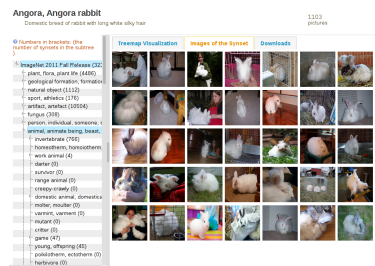 Angora, Angora rabbit
Domestic breed of rabbit with long white silky hair
1103
pictures
Numbers in brackets: (the
number of synsets in the subtree
).
Treemap Visualization
Images of the Synset
Downloads
ImageNet 2011 Fall Release (32
plant, flora, plant life (4486)
geological formation, formation
natural object (1112)
sport, athletics (176)
artifact, artefact (10504)
fungus (308)
person, individual, someone,
animal, animate being, beast,
invertebrate (766)
homeotherm, homoiotherm
work animal (4)
darter (0)
survivor (0)
range animal (0)
creepy-crawly (0)
domestic animal, domestica
molter, moulter (0)
varmint, varment (0)
mutant (0)
critter (0)
game (47)
young, offspring (45)
poikilotherm, ectotherm (0)
herbivore (0)